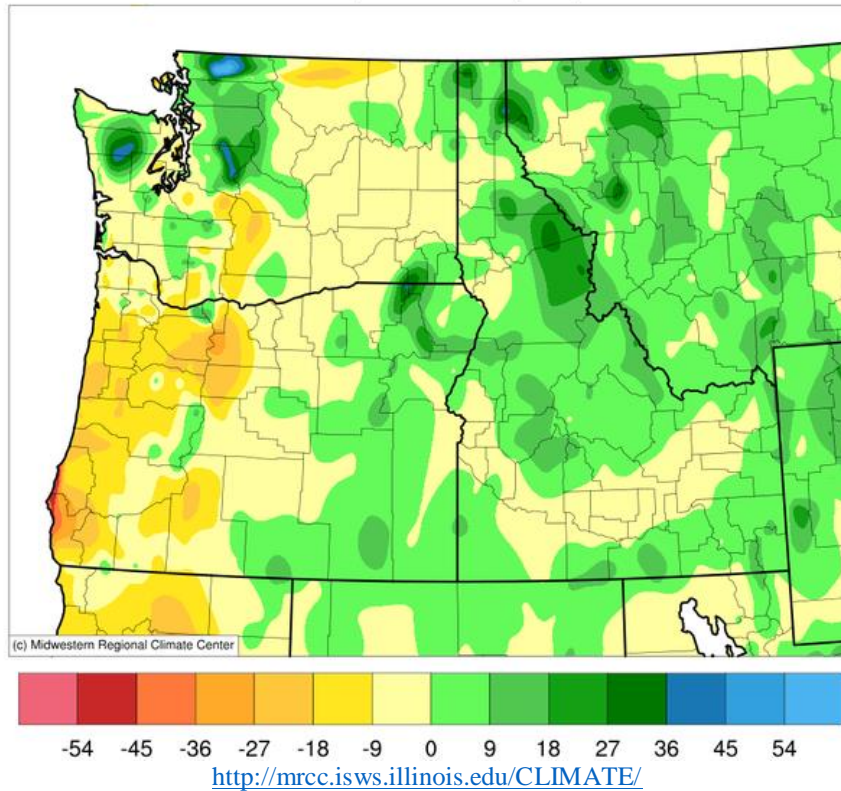 (c) Midwestern Regional Climate Center
-54 -45 -36 -27 -18 -9 0 9 18 27 36 45 54
http://mrcc.isws.illinois.edu/CLIMATE/